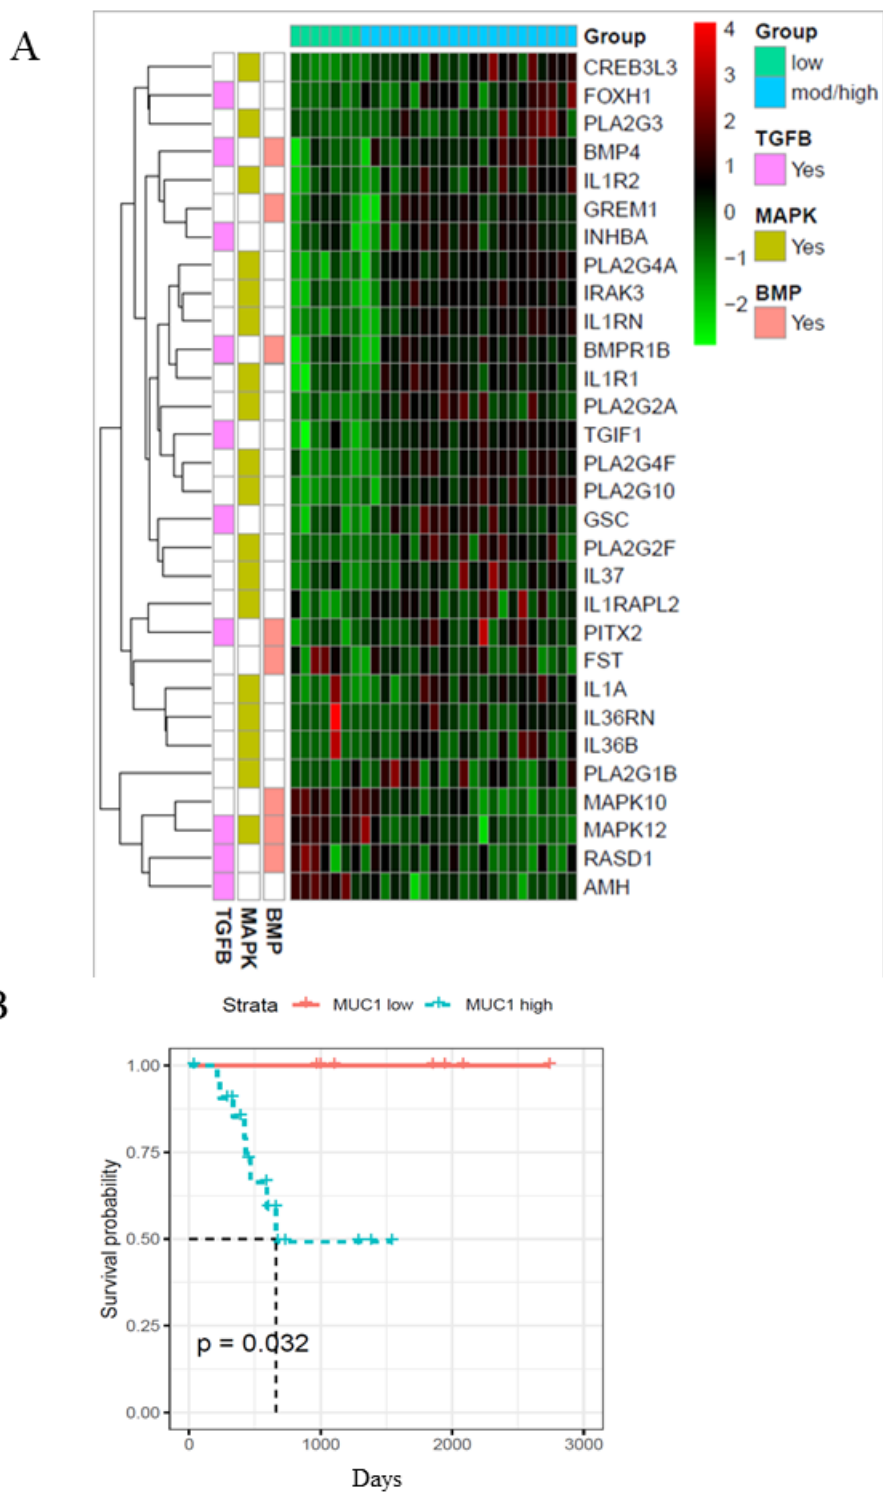 A
Group
CREB3L3
FOXH1
PLA2G3
BMP4
IL1R2
GREM1
INHBA
PLA2G4A
IRAK3
IL1RN
BMPR1B
IL1R1
PLA2G2A
TGIF1
PLA2G4F
PLA2G10
GSC
PLA2G2F
IL37
IL1RAPL2
PITX2
FST
IL1A
IL36RN
IL36B
PLA2G1B
MAPK10
MAPK12
RASD1
AMH
4
3
2
1
0
−1
−2
Group
low
mod/high
TGFB
Yes
MAPK
Yes
BMP
Yes
TGFB
MAPK
BMP
B
Strata MUC1 low MUC1 high
Survival probability
1.00
0.75
0.50
0.25
0.00
p = 0.032
0 1000 2000 3000
Days